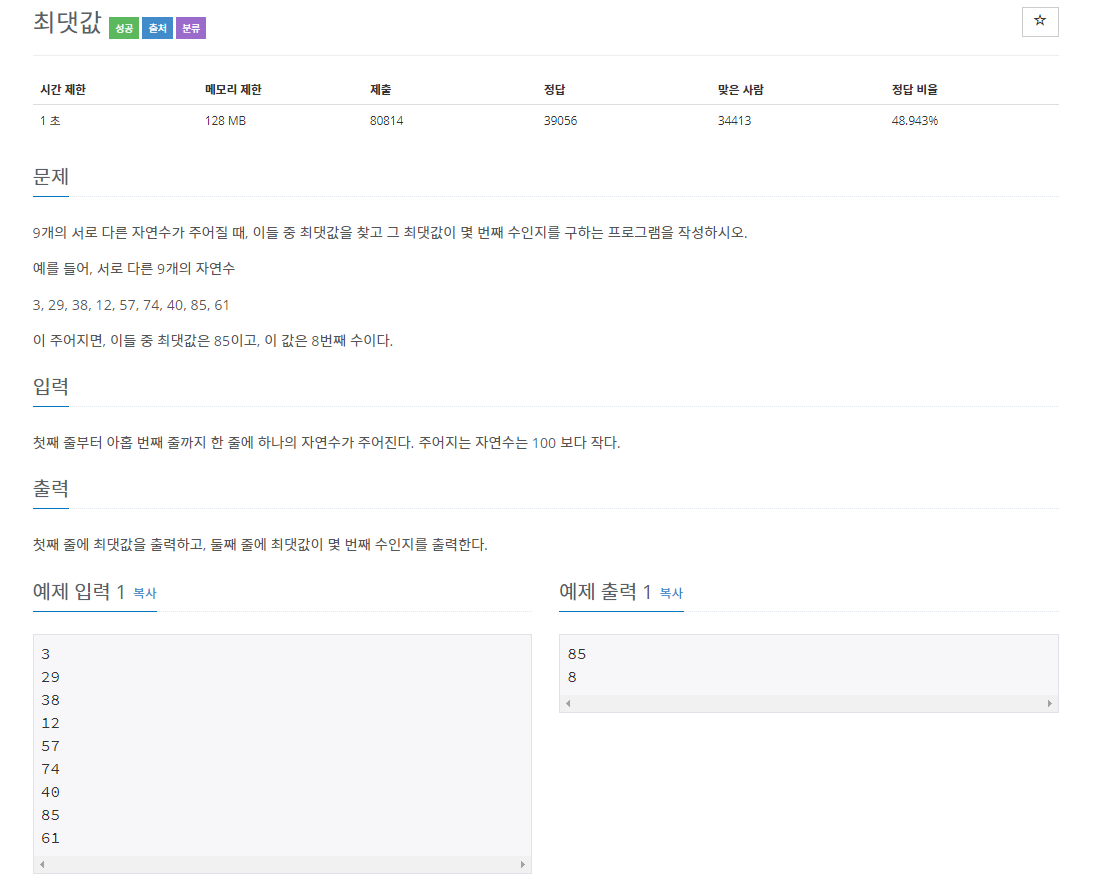 최댓값 성공 출처 분류
☆
시간 제한 메모리 제한 제출 정답 맞은 사람 정답 비율
1 초 128 MB 80814 39056 34413 48.943%
문제
9개의 서로 다른 자연수가 주어질 때, 이들 중 최댓값을 찾고 그 최댓값이 몇 번째 수인지를 구하는 프로그램을 작성하시오.
예를 들어, 서로 다른 9개의 자연수
3, 29, 38, 12, 57, 74, 40, 85, 61
이 주어지면, 이들 중 최댓값은 85이고, 이 값은 8번째 수이다.
입력
첫째 줄부터 아홉 번째 줄까지 한 줄에 하나의 자연수가 주어진다. 주어지는 자연수는 100 보다 작다.
출력
첫째 줄에 최댓값을 출력하고, 둘째 줄에 최댓값이 몇 번째 수인지를 출력한다.
예제 입력 1 복사
3
29
38
12
57
74
40
85
61
예제 출력 1 복사
85
8